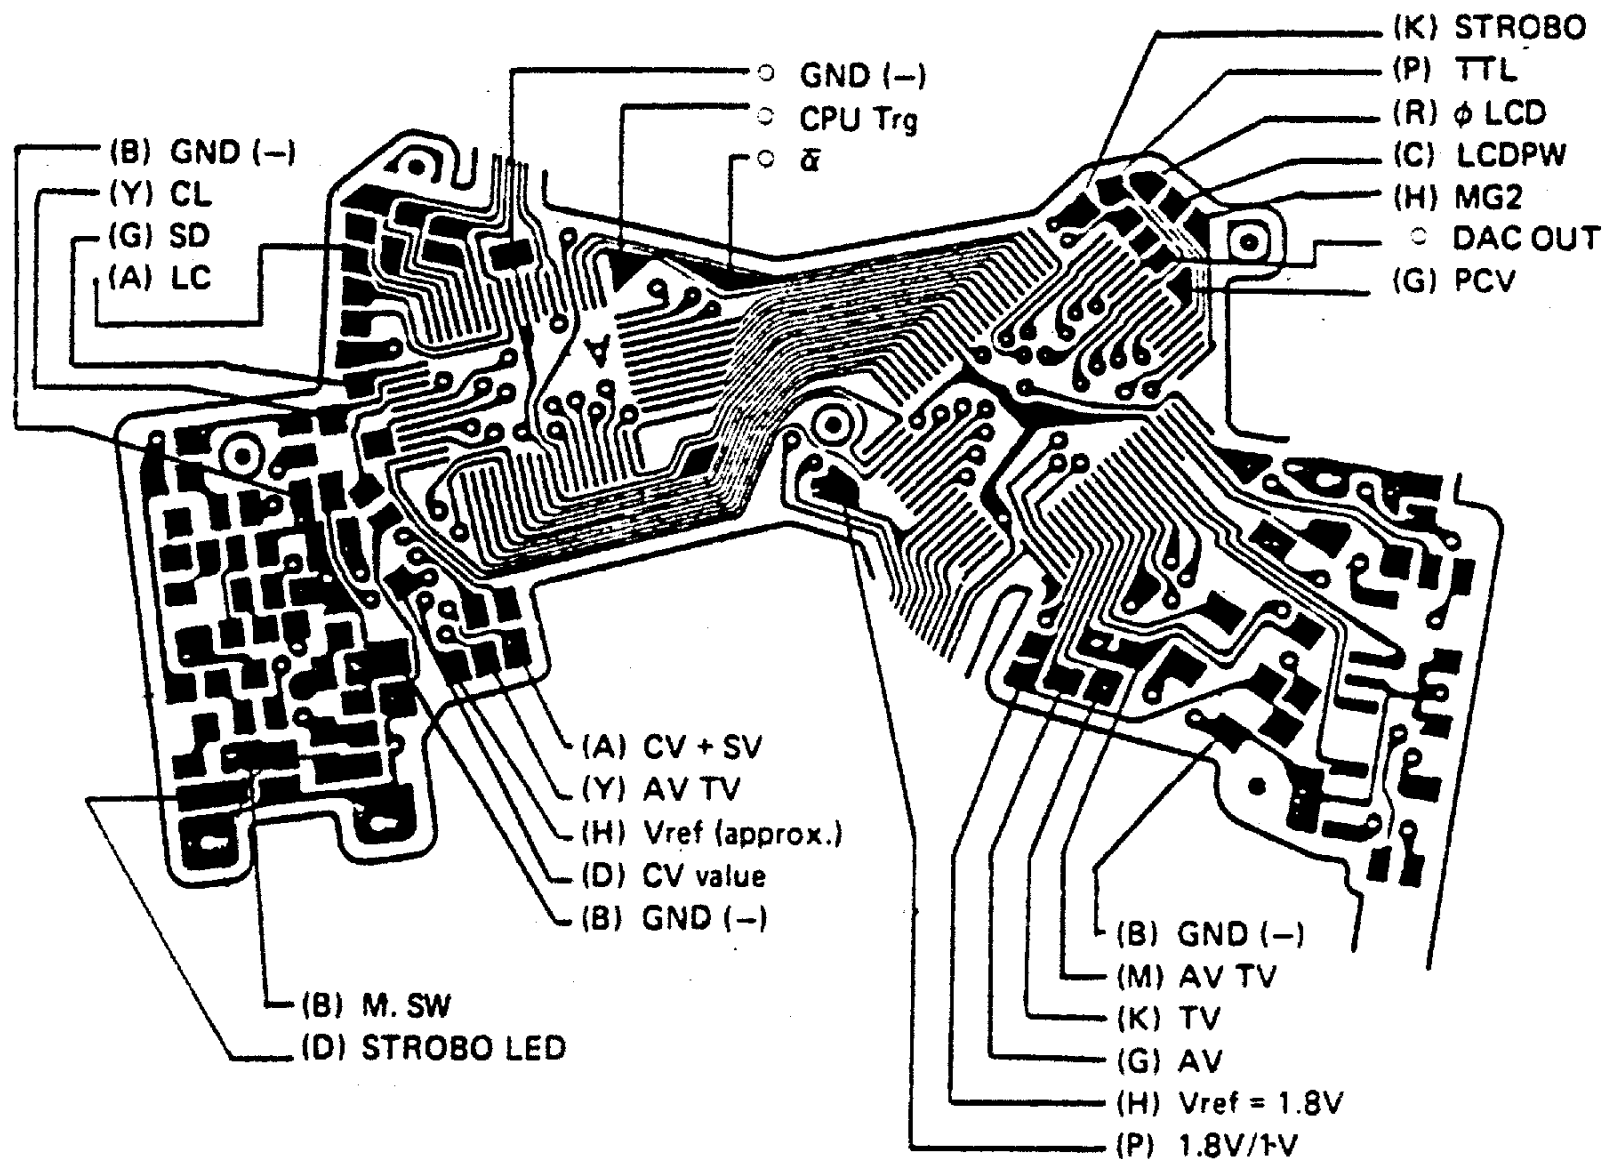 (K) STROBO
(P) TTL
(R) φ LCD
(C) LCDPW
(H) MG2
○ DAC OUT
(G) PCV
○ GND (−)
○ CPU Trg
○ ᾱ
(B) GND (−)
(Y) CL
(G) SD
(A) LC
A
(A) CV + SV
(Y) AV TV
(H) Vref (approx.)
(D) CV value
(B) GND (−)
(B) M. SW
(D) STROBO LED
(B) GND (−)
(M) AV TV
(K) TV
(G) AV
(H) Vref = 1.8V
(P) 1.8V/1V